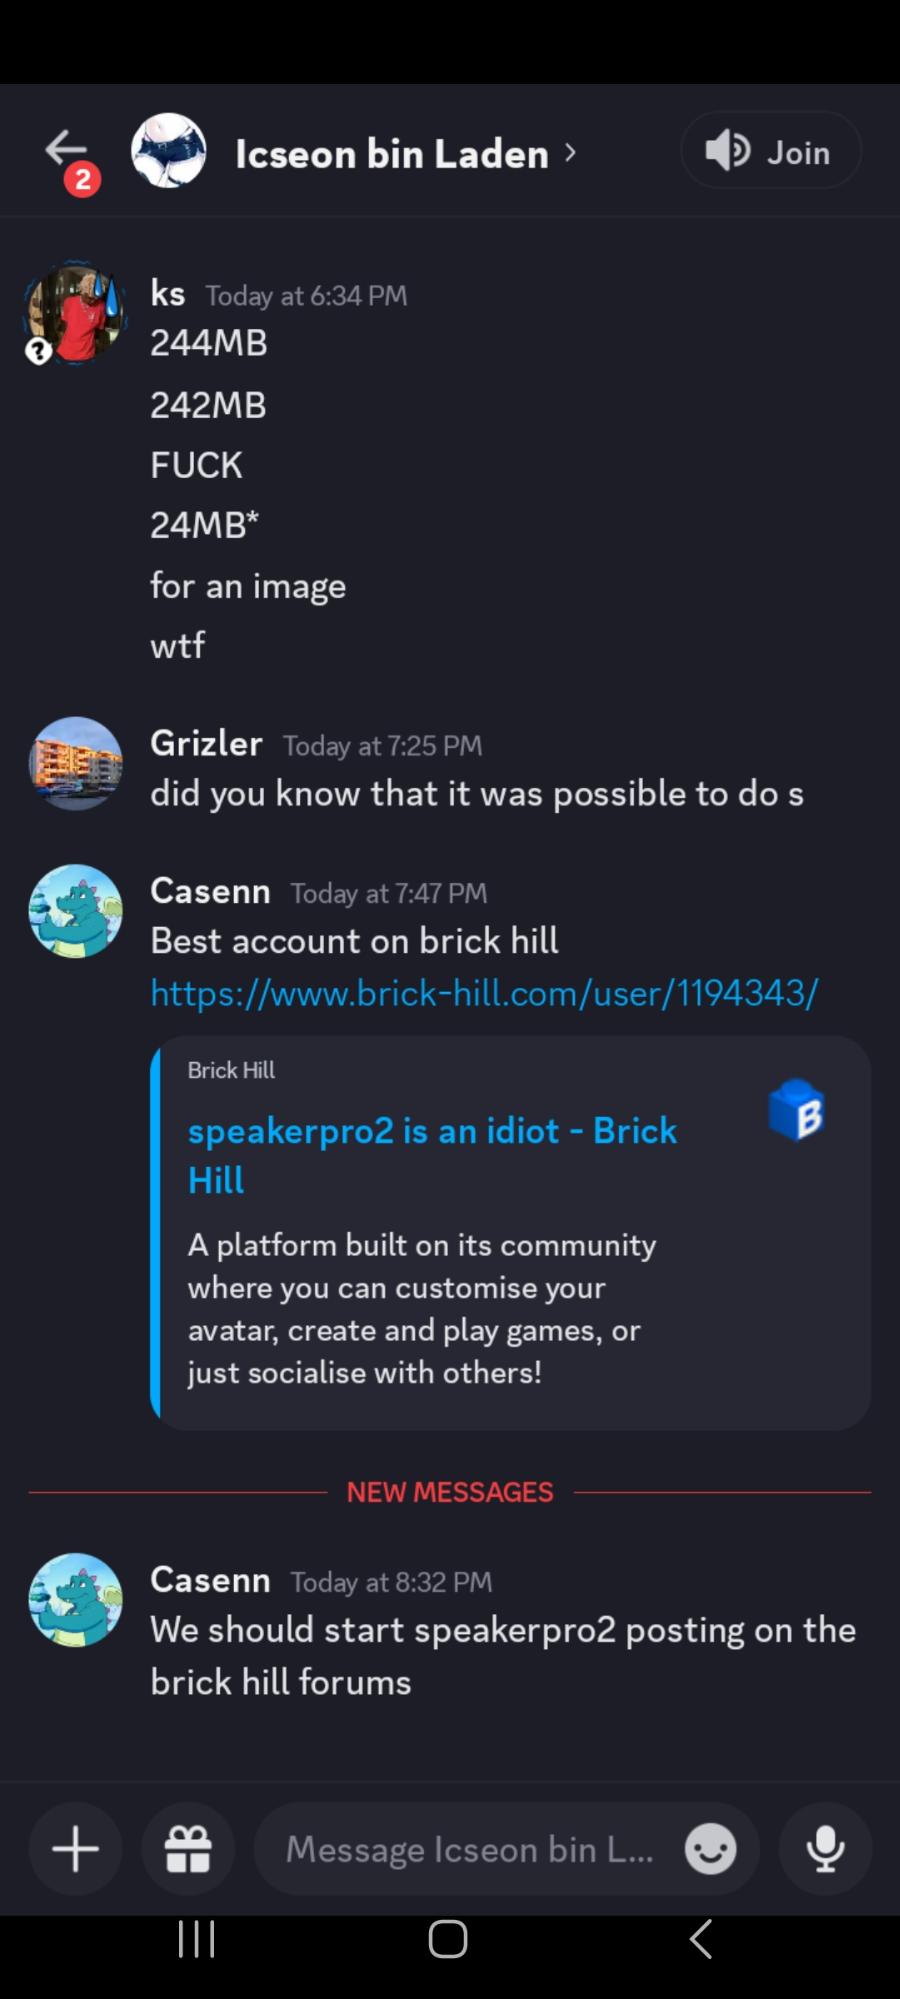 Icseon bin Laden
Join
2
ks Today at 6:34 PM
244MB
242MB
FUCK
24MB*
for an image
wtf
Grizler Today at 7:25 PM
did you know that it was possible to do s
Casenn Today at 7:47 PM
Best account on brick hill
https://www.brick-hill.com/user/1194343/
Brick Hill
speakerpro2 is an idiot - Brick
Hill
B
A platform built on its community
where you can customise your
avatar, create and play games, or
just socialise with others!
NEW MESSAGES
Casenn Today at 8:32 PM
We should start speakerpro2 posting on the
brick hill forums
Message Icseon bin L...